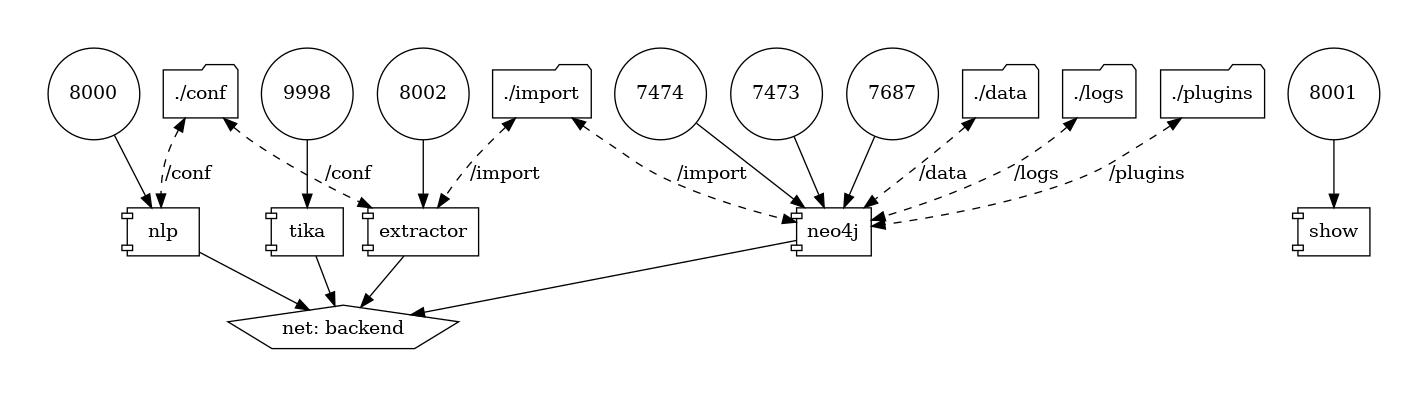 8000
./conf
9998
8002
./import
7474
7473
7687
./data
./logs
./plugins
8001
/conf
/conf
/import
/import
/data
/logs
/plugins
nlp
tika
extractor
neo4j
show
net: backend